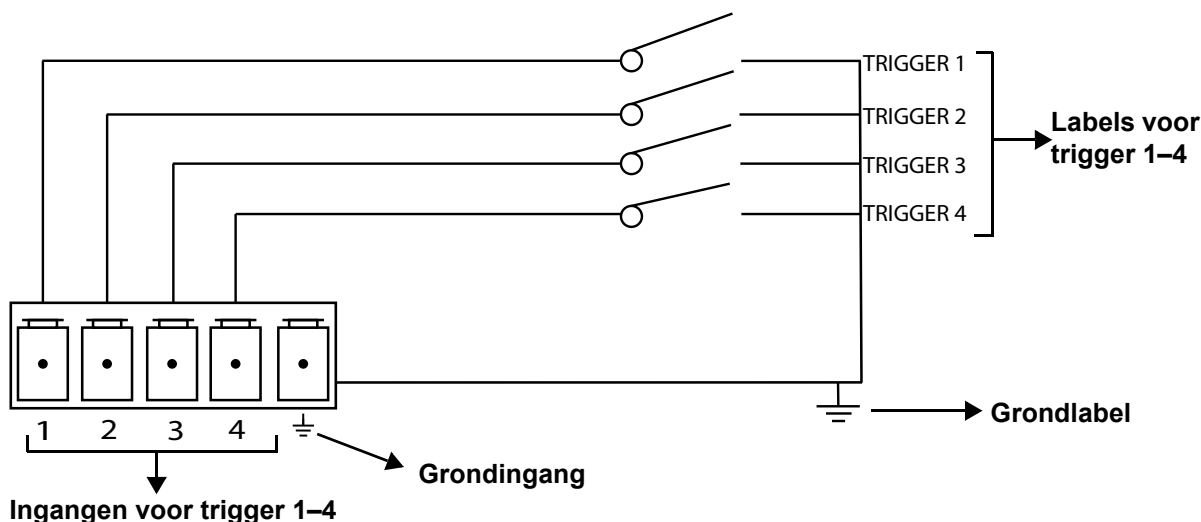 TRIGGER 1
TRIGGER 2
TRIGGER 3
TRIGGER 4
Labels voor
trigger 1–4
Grondlabel
1 2 3 4
Grondingang
Ingangen voor trigger 1–4